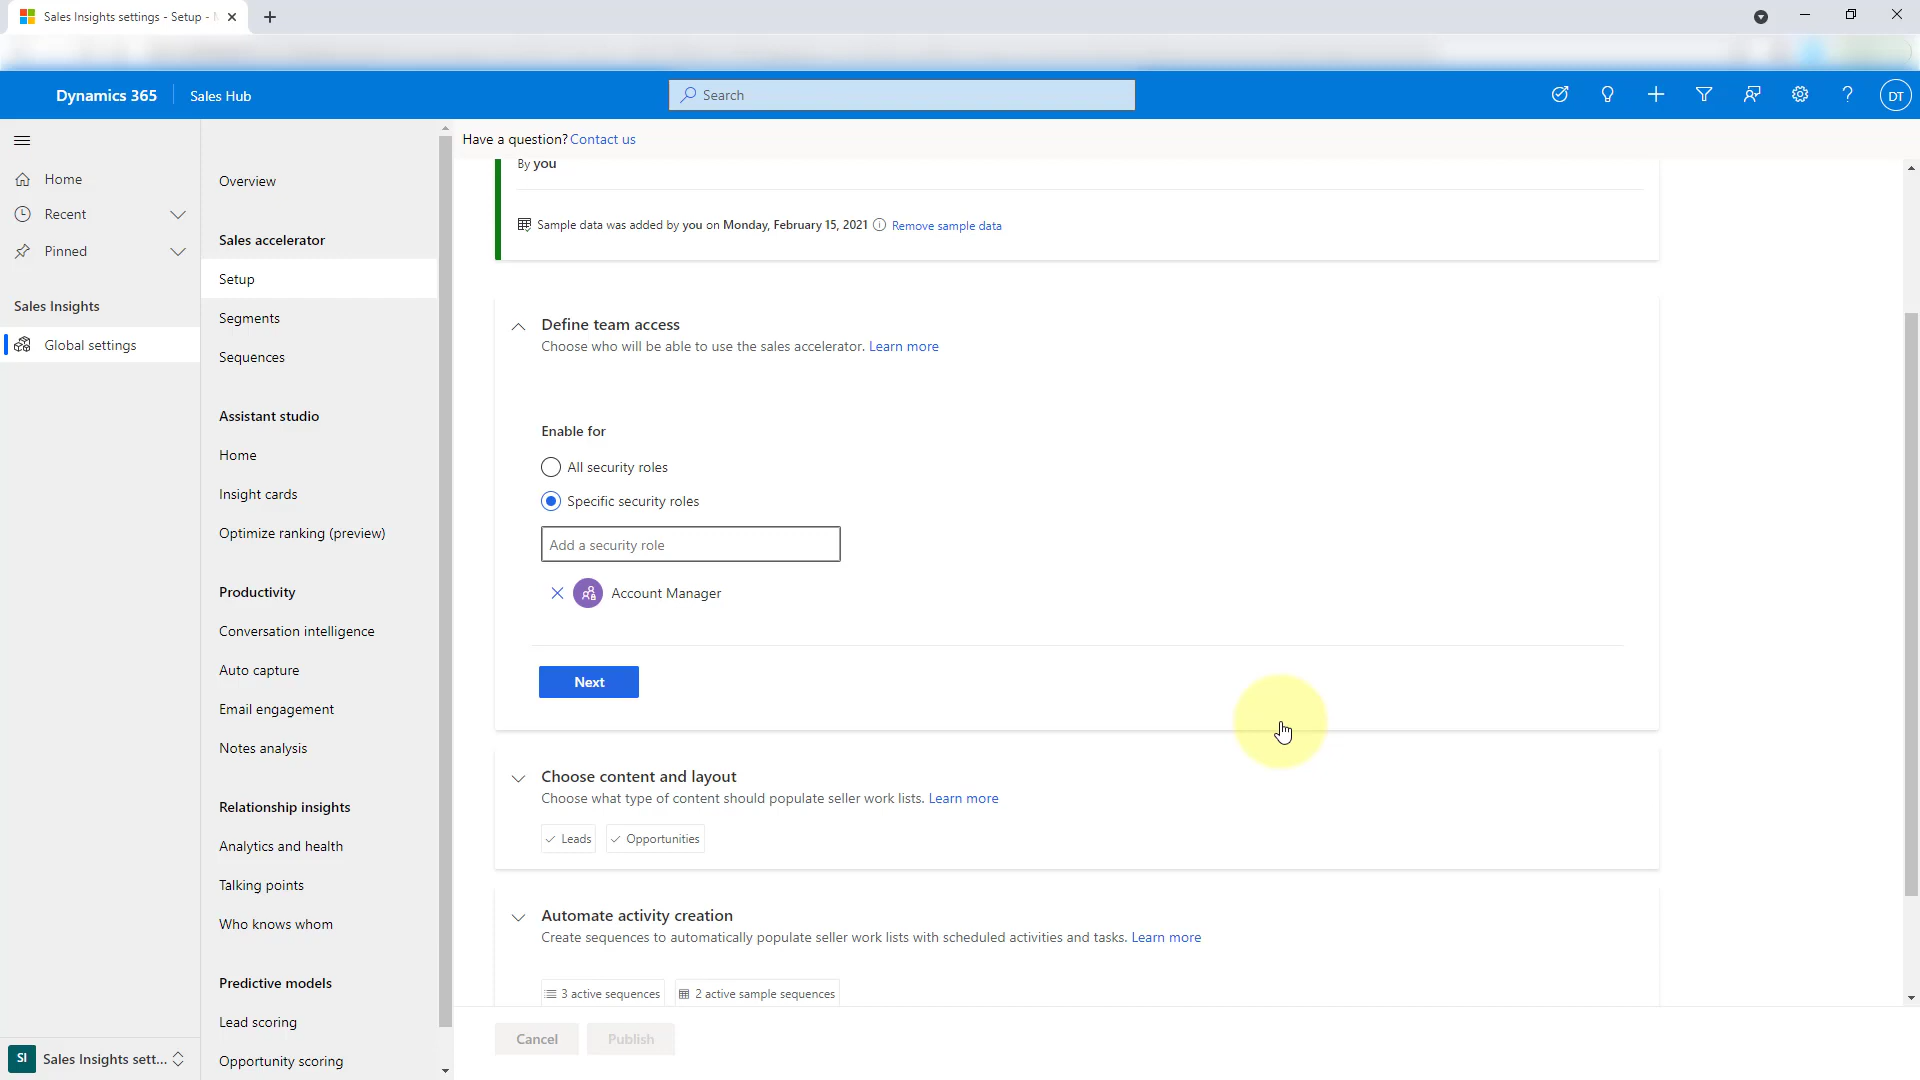 Sales Insights settings - Setup -
Dynamics 365
Sales Hub
Search
DT
Have a question? Contact us
Home
Recent
Pinned
Sales Insights
Global settings
SI Sales Insights sett...
Overview
Sales accelerator
Setup
Segments
Sequences
Assistant studio
Home
Insight cards
Optimize ranking (preview)
Productivity
Conversation intelligence
Auto capture
Email engagement
Notes analysis
Relationship insights
Analytics and health
Talking points
Who knows whom
Predictive models
Lead scoring
Opportunity scoring
By you
Sample data was added by you on Monday, February 15, 2021 Remove sample data
Define team access
Choose who will be able to use the sales accelerator. Learn more
Enable for
All security roles
Specific security roles
Add a security role
Account Manager
Next
Choose content and layout
Choose what type of content should populate seller work lists. Learn more
Leads Opportunities
Automate activity creation
Create sequences to automatically populate seller work lists with scheduled activities and tasks. Learn more
3 active sequences 2 active sample sequences
Cancel Publish